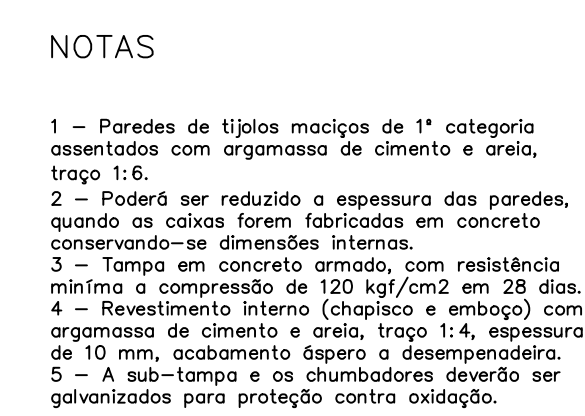 NOTAS
1 – Paredes de tijolos maciços de 1ª categoria
assentados com argamassa de cimento e areia,
traço 1:6.
2 – Poderá ser reduzido a espessura das paredes,
quando as caixas forem fabricadas em concreto
conservando–se dimensões internas.
3 – Tampa em concreto armado, com resistência
miníma a compressão de 120 kgf/cm2 em 28 dias.
4 – Revestimento interno (chapisco e emboço) com
argamassa de cimento e areia, traço 1:4, espessura
de 10 mm, acabamento áspero a desempenadeira.
5 – A sub–tampa e os chumbadores deverão ser
galvanizados para proteção contra oxidação.